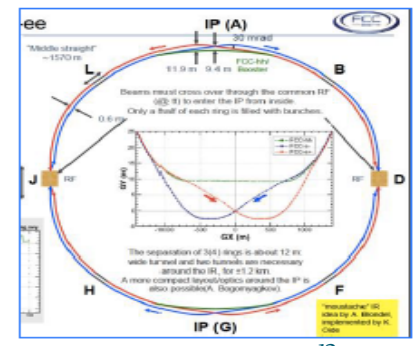 -ee
IP (A)
FCC
30 mrad
"Middle straight"
~1570 m
FCC-hh/
Booster
L
11.9 m 9.4 m
B
Beams must cross over through the common RF
(@ tt) to enter the IP from inside.
Only a half of each ring is filled with bunches.
0.6 m
J
RF
RF
D
GX (m)
The separation of 3(4) rings is about 12 m:
wide tunnel and two tunnels are necessary
around the IR, for ±1.2 km.
A more compact layout/optics around the IP is
also possible(A. Bogomyagkov).
H
F
IP (G)
"moustache" IR
idea by A. Blondel,
implemented by K.
Oide